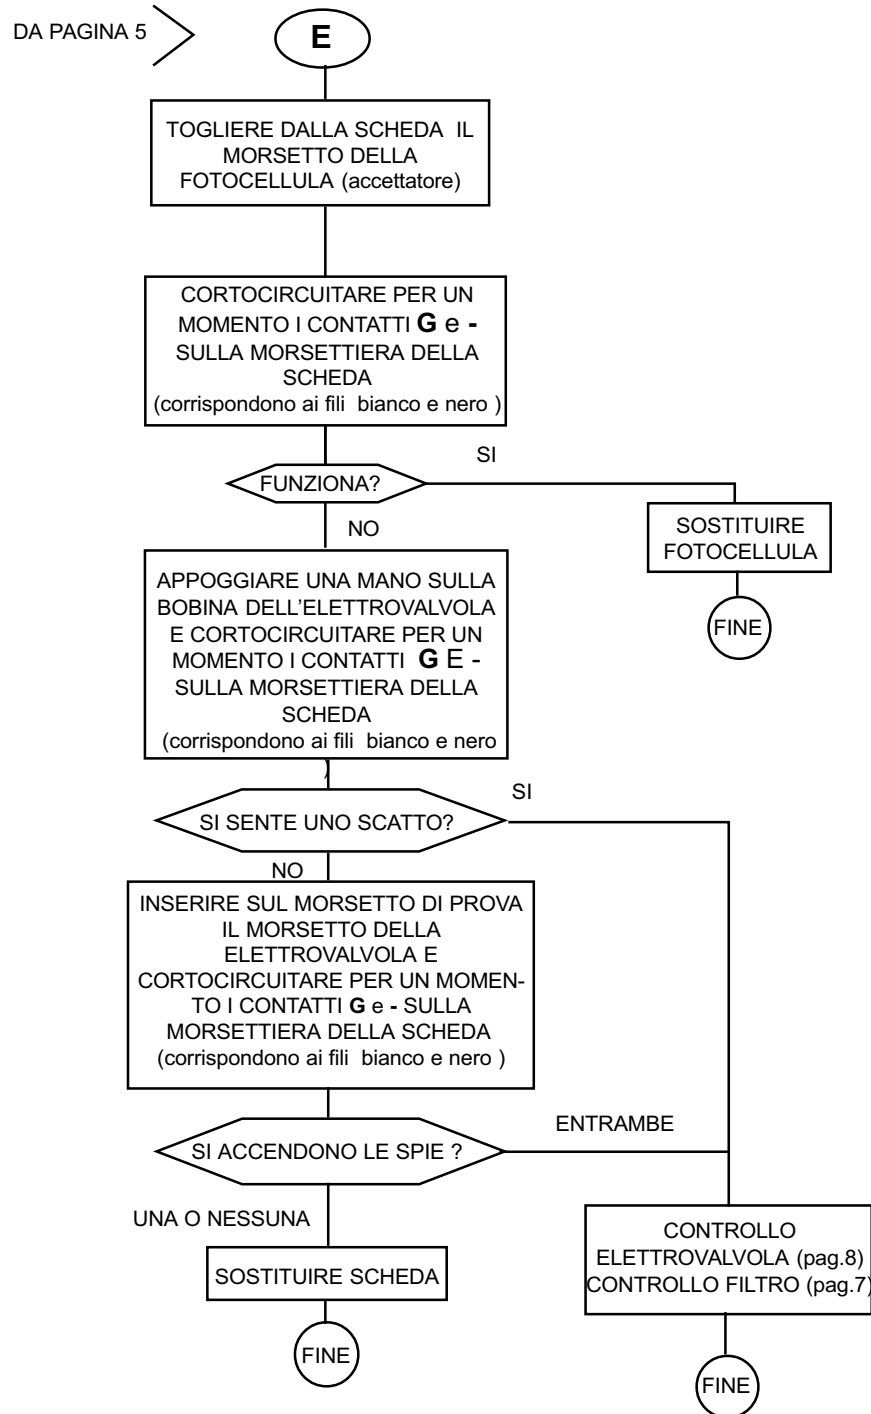 DA PAGINA 5
E
TOGLIERE DALLA SCHEDA IL
MORSETTO DELLA
FOTOCELLULA (accettatore)
CORTOCIRCUITARE PER UN
MOMENTO I CONTATTI G e -
SULLA MORSETTIERA DELLA
SCHEDA
(corrispondono ai fili bianco e nero )
SI
FUNZIONA?
NO
SOSTITUIRE
FOTOCELLULA
FINE
APPOGGIARE UNA MANO SULLA
BOBINA DELL'ELETTROVALVOLA
E CORTOCIRCUITARE PER UN
MOMENTO I CONTATTI G E -
SULLA MORSETTIERA DELLA
SCHEDA
(corrispondono ai fili bianco e nero
)
SI
SI SENTE UNO SCATTO?
NO
INSERIRE SUL MORSETTO DI PROVA
IL MORSETTO DELLA
ELETTROVALVOLA E
CORTOCIRCUITARE PER UN MOMEN-
TO I CONTATTI G e - SULLA
MORSETTIERA DELLA SCHEDA
(corrispondono ai fili bianco e nero )
ENTRAMBE
SI ACCENDONO LE SPIE ?
UNA O NESSUNA
SOSTITUIRE SCHEDA
FINE
CONTROLLO
ELETTROVALVOLA (pag.8)
CONTROLLO FILTRO (pag.7)
FINE